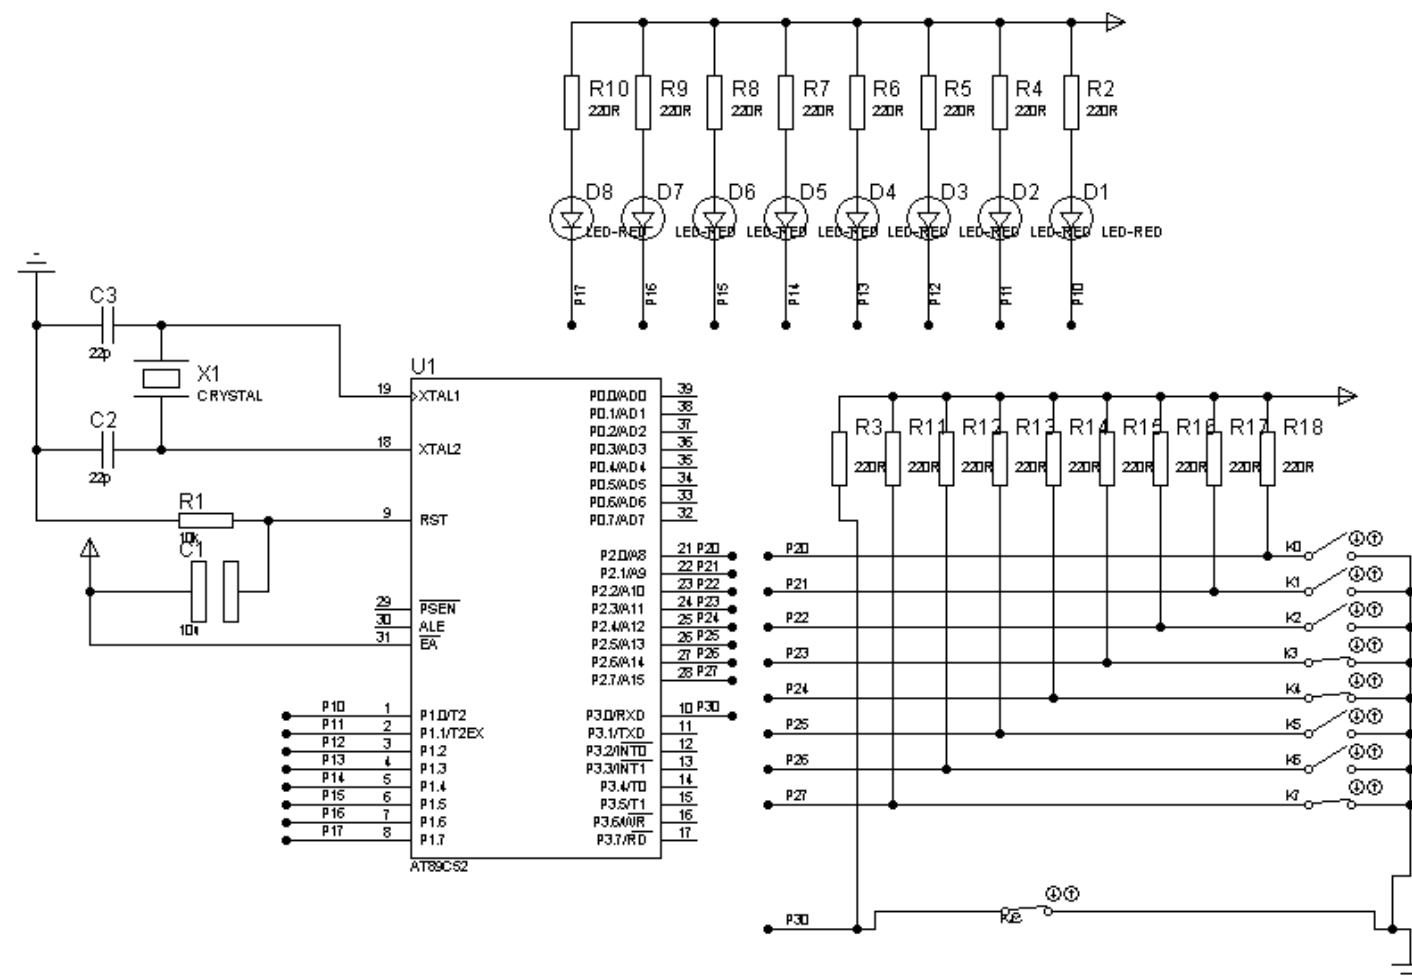 R10 R9 R8 R7 R6 R5 R4 R2
220R 220R 220R 220R 220R 220R 220R 220R
D8 D7 D6 D5 D4 D3 D2 D1
LED-RED LED-RED LED-RED LED-RED LED-RED LED-RED LED-RED LED-RED
P17 P16 P15 P14 P13 P12 P11 P10
C3
22p
X1
CRYSTAL
C2
22p
R1
10k
C1
U1
19 XTAL1
18 XTAL2
9 RST
29 PSEN
30 ALE
31 EA
P10 1 P1.0/T2
P11 2 P1.1/T2EX
P12 3 P1.2
P13 4 P1.3
P14 5 P1.4
P15 6 P1.5
P16 7 P1.6
P17 8 P1.7
P0.0/AD0 39
P0.1/AD1 38
P0.2/AD2 37
P0.3/AD3 36
P0.4/AD4 35
P0.5/AD5 34
P0.6/AD6 33
P0.7/AD7 32
P2.0/A8 21 P20
P2.1/A9 22 P21
P2.2/A10 23 P22
P2.3/A11 24 P23
P2.4/A12 25 P24
P2.5/A13 26 P25
P2.6/A14 27 P26
P2.7/A15 28 P27
P3.0/RXD 10 P30
P3.1/TXD 11
P3.2/INT0 12
P3.3/INT1 13
P3.4/T0 14
P3.5/T1 15
P3.6/WR 16
P3.7/RD 17
AT89C52
R3 R11 R12 R13 R14 R15 R16 R17 R18
220R 220R 220R 220R 220R 220R 220R 220R 220R
P20 K0
P21 K1
P22 K2
P23 K3
P24 K4
P25 K5
P26 K6
P27 K7
P30